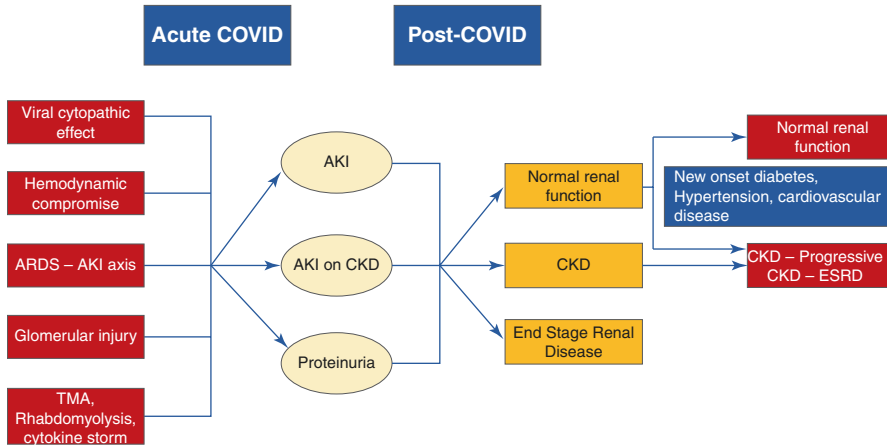 Acute COVID
Post-COVID
Viral cytopathic
effect
Hemodynamic
compromise
ARDS – AKI axis
Glomerular injury
TMA,
Rhabdomyolysis,
cytokine storm
AKI
AKI on CKD
Proteinuria
Normal renal
function
CKD
End Stage Renal
Disease
Normal renal
function
New onset diabetes,
Hypertension, cardiovascular
disease
CKD – Progressive
CKD – ESRD